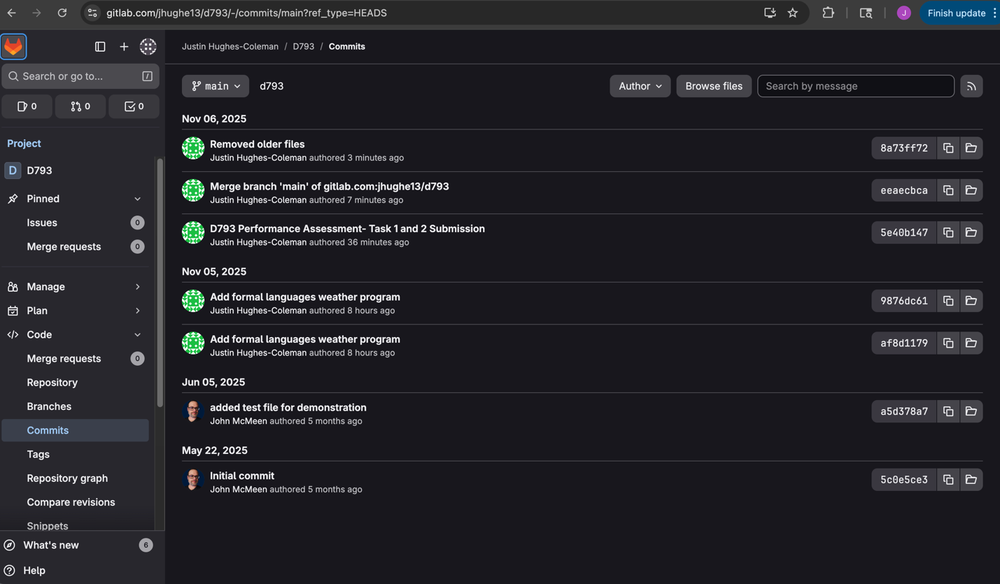 gitlab.com/jhughe13/d793/-/commits/main?ref_type=HEADS
J
Finish update
Search or go to...
/
0
0
0
Project
D D793
Pinned
Issues 0
Merge requests 0
Manage
Plan
Code
Merge requests 0
Repository
Branches
Commits
Tags
Repository graph
Compare revisions
Snippets
What's new 6
Help
Justin Hughes-Coleman / D793 / Commits
main d793 Author Browse files Search by message
Nov 06, 2025
Removed older files
Justin Hughes-Coleman authored 3 minutes ago
8a73ff72
Merge branch 'main' of gitlab.com:jhughe13/d793
Justin Hughes-Coleman authored 7 minutes ago
eeaecbca
D793 Performance Assessment- Task 1 and 2 Submission
Justin Hughes-Coleman authored 36 minutes ago
5e40b147
Nov 05, 2025
Add formal languages weather program
Justin Hughes-Coleman authored 8 hours ago
9876dc61
Add formal languages weather program
Justin Hughes-Coleman authored 8 hours ago
af8d1179
Jun 05, 2025
added test file for demonstration
John McMeen authored 5 months ago
a5d378a7
May 22, 2025
Initial commit
John McMeen authored 5 months ago
5c0e5ce3